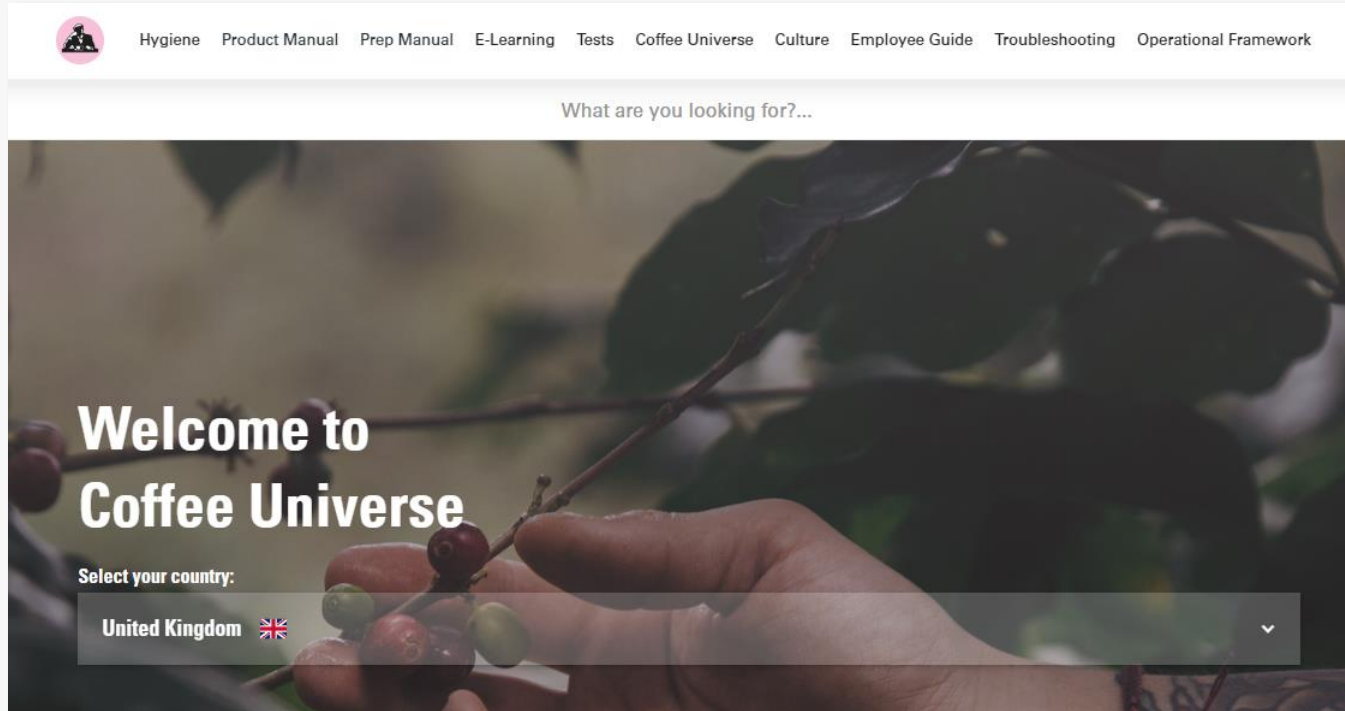 Hygiene Product Manual Prep Manual E-Learning Tests Coffee Universe Culture Employee Guide Troubleshooting Operational Framework
What are you looking for?...
Welcome to
Coffee Universe
Select your country:
United Kingdom